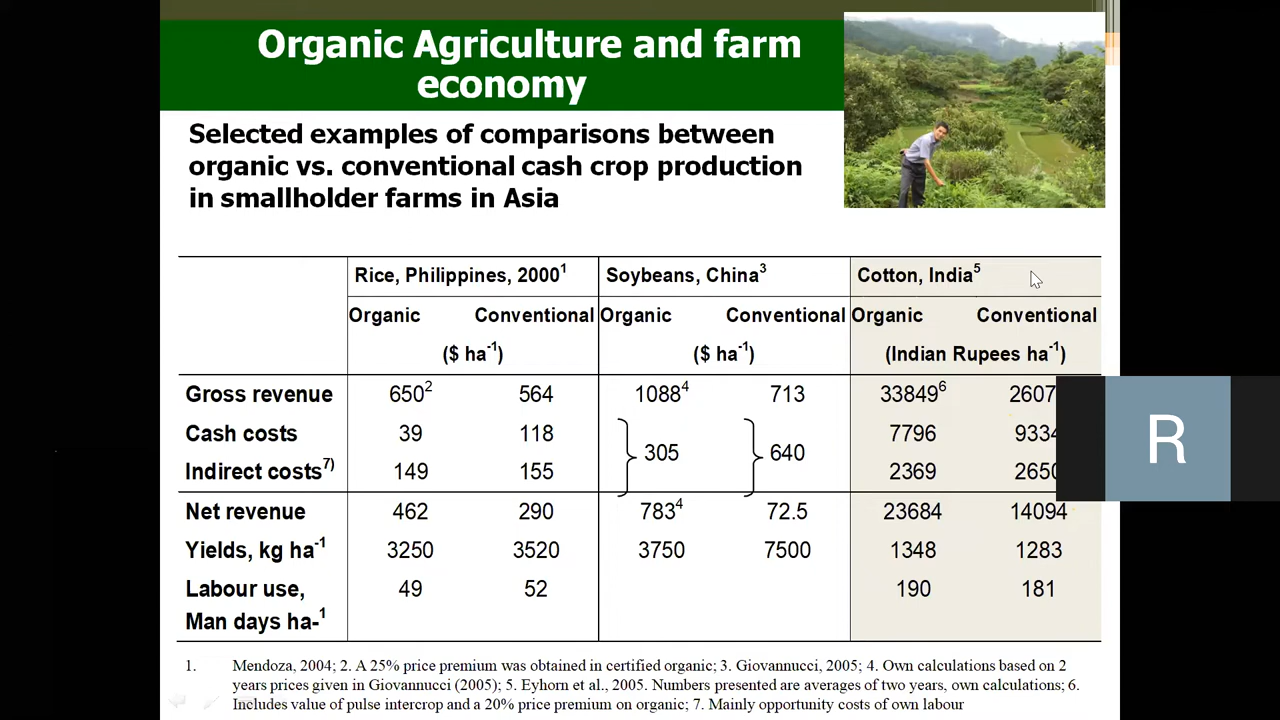 Organic Agriculture and farm
economy
Selected examples of comparisons between
organic vs. conventional cash crop production
in smallholder farms in Asia
Rice, Philippines, 2000¹ Soybeans, China³ Cotton, India⁵
Organic Conventional Organic Conventional Organic Conventional
($ ha⁻¹) ($ ha⁻¹) (Indian Rupees ha⁻¹)
Gross revenue 650² 564 1088⁴ 713 33849⁶ 2607
Cash costs 39 118 7796 9334
305 640
Indirect costs⁷⁾ 149 155 2369 2650
Net revenue 462 290 783⁴ 72.5 23684 14094
Yields, kg ha⁻¹ 3250 3520 3750 7500 1348 1283
Labour use, 49 52 190 181
Man days ha-¹
1. Mendoza, 2004; 2. A 25% price premium was obtained in certified organic; 3. Giovannucci, 2005; 4. Own calculations based on 2
years prices given in Giovannucci (2005); 5. Eyhorn et al., 2005. Numbers presented are averages of two years, own calculations; 6.
Includes value of pulse intercrop and a 20% price premium on organic; 7. Mainly opportunity costs of own labour
R